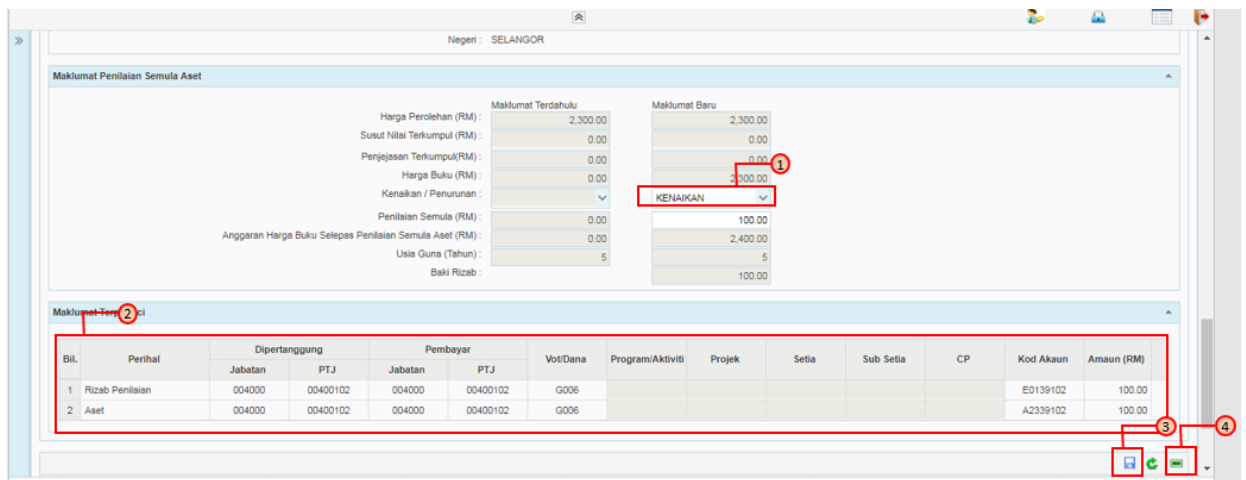 Negeri : SELANGOR
Maklumat Penilaian Semula Aset
Maklumat Terdahulu Maklumat Baru
Harga Perolehan (RM) : 2,300.00 2,300.00
Susut Nilai Terkumpul (RM) : 0.00 0.00
Penjejasan Terkumpul(RM) : 0.00 0.00
1
Harga Buku (RM) : 0.00 2,300.00
Kenaikan / Penurunan : KENAIKAN
Penilaian Semula (RM) : 0.00 100.00
Anggaran Harga Buku Selepas Penilaian Semula Aset (RM) : 0.00 2,400.00
Usia Guna (Tahun) : 5 5
Baki Rizab : 100.00
Maklumat 2
Bil. Perihal Dipertanggung Pembayar Vot/Dana Program/Aktiviti Projek Setia Sub Setia CP Kod Akaun Amaun (RM)
Jabatan PTJ Jabatan PTJ
1 Rizab Penilaian 004000 00400102 004000 00400102 G006 E0139102 100.00
2 Aset 004000 00400102 004000 00400102 G006 A2339102 100.00
3 4